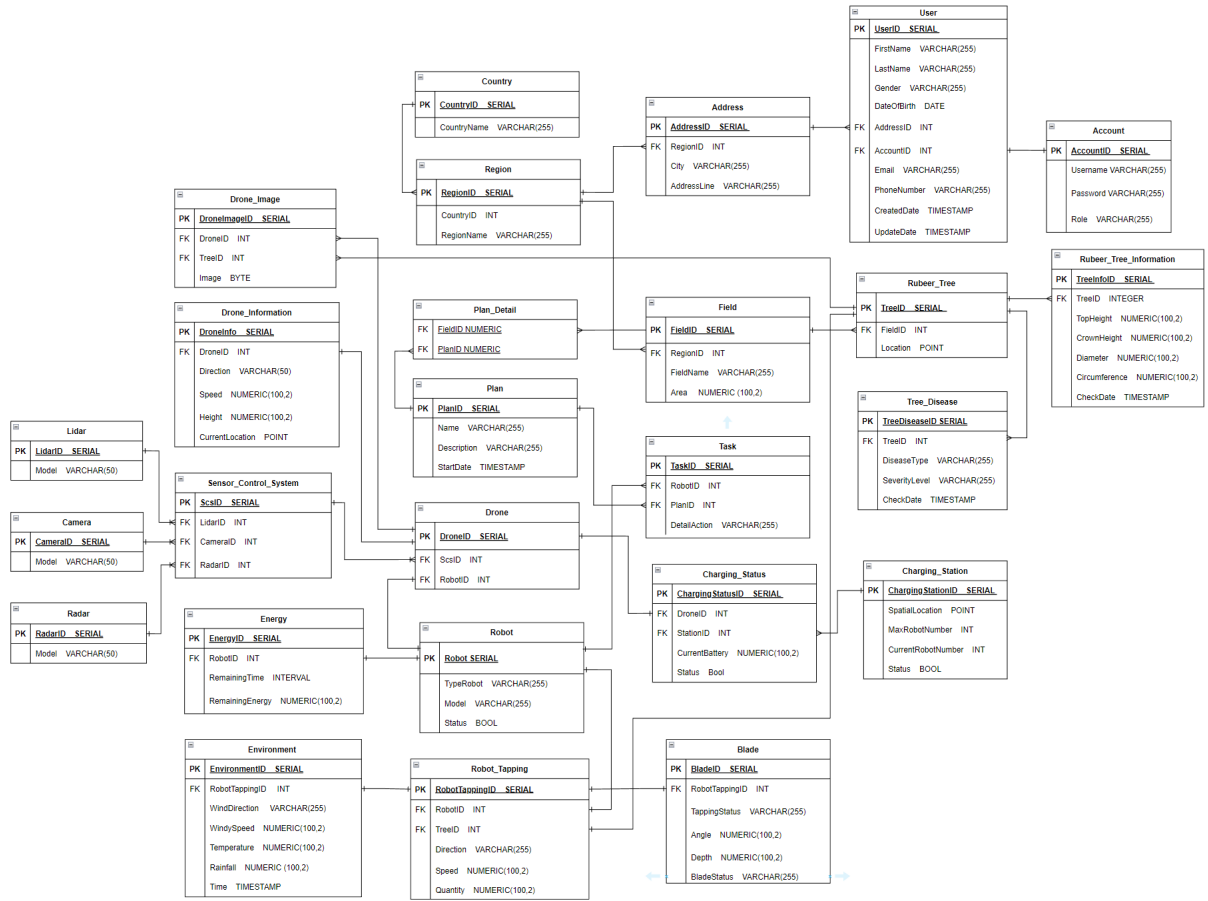 User
PK UserID SERIAL
FirstName VARCHAR(255)
LastName VARCHAR(255)
Gender VARCHAR(255)
DateOfBirth DATE
FK AddressID INT
FK AccountID INT
Email VARCHAR(255)
PhoneNumber VARCHAR(255)
CreatedDate TIMESTAMP
UpdateDate TIMESTAMP
Country
PK CountryID SERIAL
CountryName VARCHAR(255)
Address
PK AddressID SERIAL
FK RegionID INT
City VARCHAR(255)
AddressLine VARCHAR(255)
Account
PK AccountID SERIAL
Username VARCHAR(255)
Password VARCHAR(255)
Role VARCHAR(255)
Region
PK RegionID SERIAL
CountryID INT
RegionName VARCHAR(255)
Drone_Image
PK DroneImageID SERIAL
FK DroneID INT
FK TreeID INT
Image BYTE
Rubeer_Tree_Information
PK TreeInfoID SERIAL
FK TreeID INTEGER
TopHeight NUMERIC(100,2)
CrownHeight NUMERIC(100,2)
Diameter NUMERIC(100,2)
Circumference NUMERIC(100,2)
CheckDate TIMESTAMP
Rubeer_Tree
PK TreeID SERIAL
FK FieldID INT
Location POINT
Drone_Information
PK DroneInfo SERIAL
FK DroneID INT
Direction VARCHAR(50)
Speed NUMERIC(100,2)
Height NUMERIC(100,2)
CurrentLocation POINT
Plan_Detail
FK FieldID NUMERIC
FK PlanID NUMERIC
Field
PK FieldID SERIAL
FK RegionID INT
FieldName VARCHAR(255)
Area NUMERIC (100,2)
Plan
PK PlanID SERIAL
Name VARCHAR(255)
Description VARCHAR(255)
StartDate TIMESTAMP
Tree_Disease
PK TreeDiseaseID SERIAL
FK TreeID INT
DiseaseType VARCHAR(255)
SeverityLevel VARCHAR(255)
CheckDate TIMESTAMP
Lidar
PK LidarID SERIAL
Model VARCHAR(50)
Task
PK TaskID SERIAL
FK RobotID INT
FK PlanID INT
DetailAction VARCHAR(255)
Sensor_Control_System
PK ScsID SERIAL
FK LidarID INT
FK CameraID INT
FK RadarID INT
Camera
PK CameraID SERIAL
Model VARCHAR(50)
Drone
PK DroneID SERIAL
FK ScsID INT
FK RobotID INT
Charging_Status
PK ChargingStatusID SERIAL
FK DroneID INT
FK StationID INT
CurrentBattery NUMERIC(100,2)
Status Bool
Charging_Station
PK ChargingStationID SERIAL
SpatialLocation POINT
MaxRobotNumber INT
CurrentRobotNumber INT
Status BOOL
Radar
PK RadarID SERIAL
Model VARCHAR(50)
Energy
PK EnergyID SERIAL
FK RobotID INT
RemainingTime INTERVAL
RemainingEnergy NUMERIC(100,2)
Robot
PK Robot SERIAL
TypeRobot VARCHAR(255)
Model VARCHAR(255)
Status BOOL
Environment
PK EnvironmentID SERIAL
FK RobotTappingID INT
WindDirection VARCHAR(255)
WindySpeed NUMERIC(100,2)
Temperature NUMERIC(100,2)
Rainfall NUMERIC (100,2)
Time TIMESTAMP
Robot_Tapping
PK RobotTappingID SERIAL
FK RobotID INT
FK TreeID INT
Direction VARCHAR(255)
Speed NUMERIC(100,2)
Quantity NUMERIC(100,2)
Blade
PK BladeID SERIAL
FK RobotTappingID INT
TappingStatus VARCHAR(255)
Angle NUMERIC(100,2)
Depth NUMERIC(100,2)
BladeStatus VARCHAR(255)